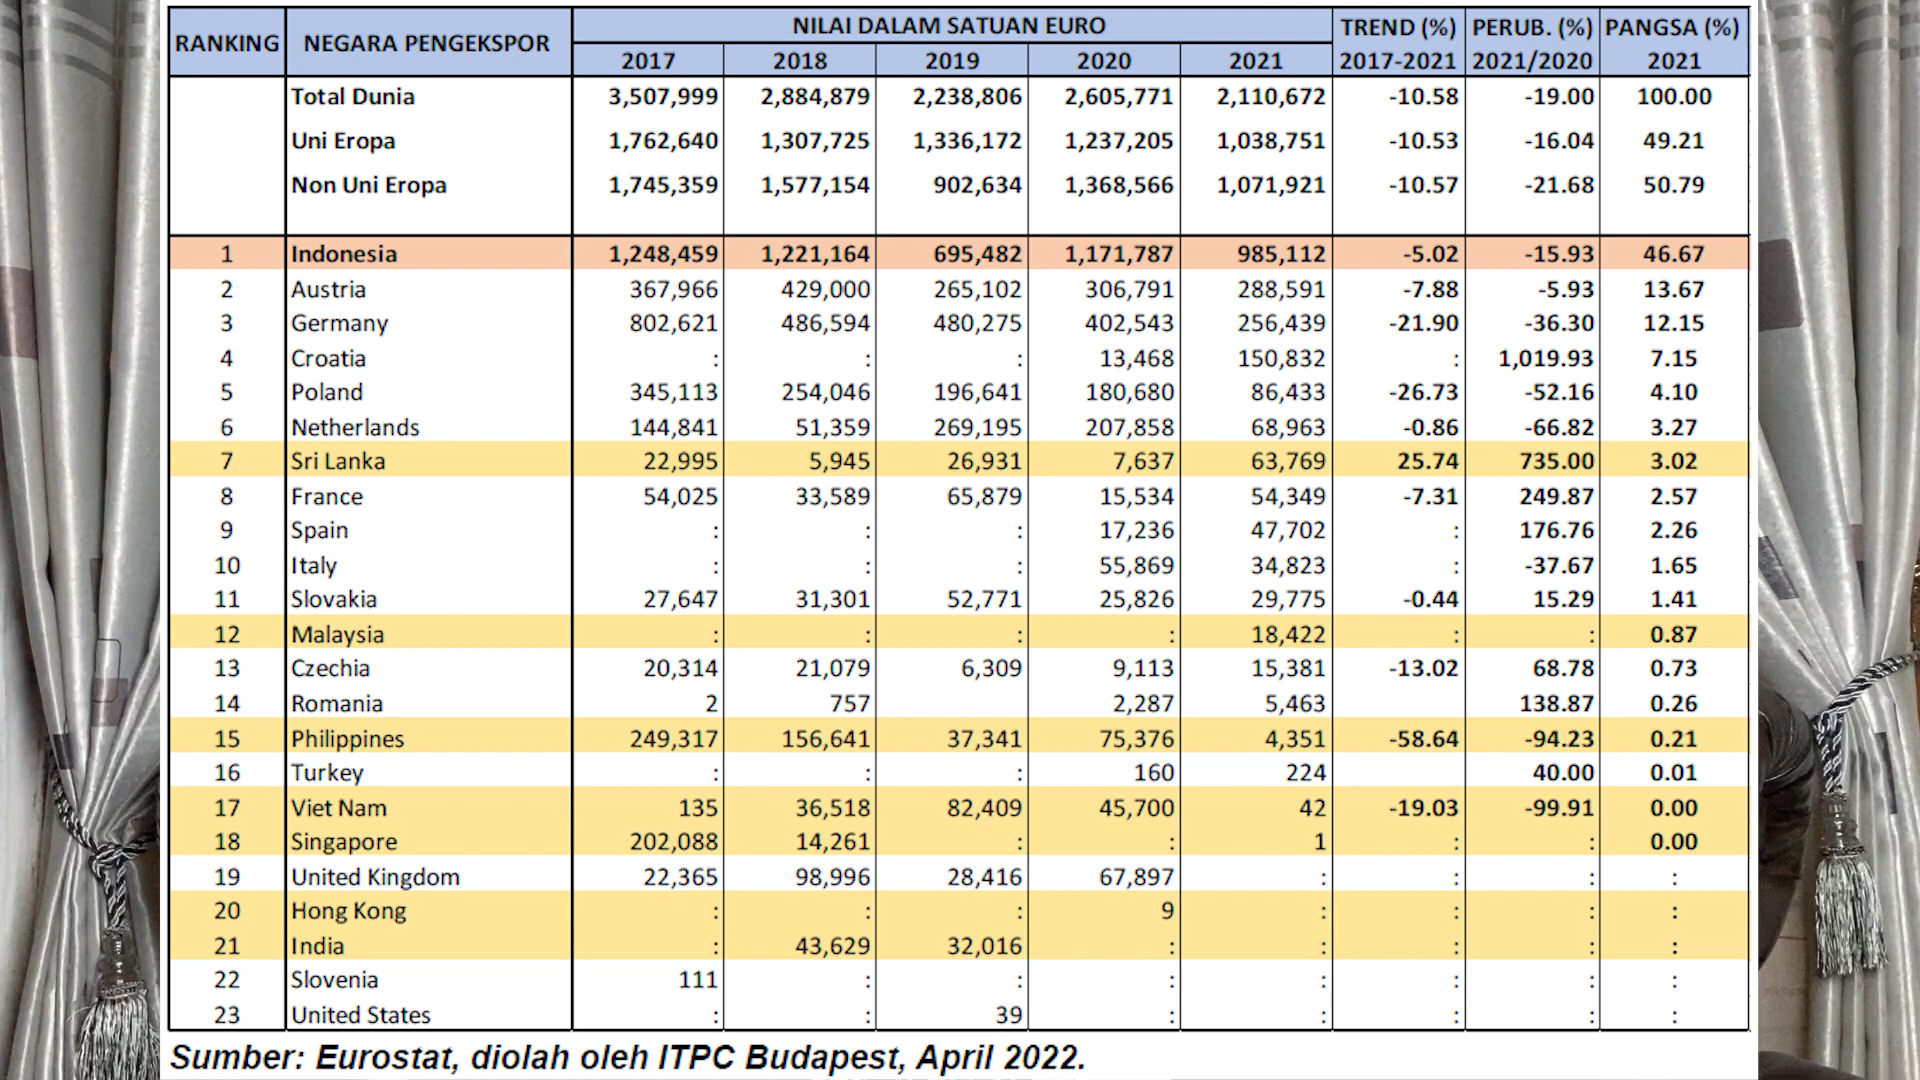 RANKING NEGARA PENGEKSPOR NILAI DALAM SATUAN EURO TREND (%) PERUB. (%) PANGSA (%)
2017 2018 2019 2020 2021 2017-2021 2021/2020 2021
Total Dunia 3,507,999 2,884,879 2,238,806 2,605,771 2,110,672 -10.58 -19.00 100.00
Uni Eropa 1,762,640 1,307,725 1,336,172 1,237,205 1,038,751 -10.53 -16.04 49.21
Non Uni Eropa 1,745,359 1,577,154 902,634 1,368,566 1,071,921 -10.57 -21.68 50.79
1 Indonesia 1,248,459 1,221,164 695,482 1,171,787 985,112 -5.02 -15.93 46.67
2 Austria 367,966 429,000 265,102 306,791 288,591 -7.88 -5.93 13.67
3 Germany 802,621 486,594 480,275 402,543 256,439 -21.90 -36.30 12.15
4 Croatia : : : 13,468 150,832 : 1,019.93 7.15
5 Poland 345,113 254,046 196,641 180,680 86,433 -26.73 -52.16 4.10
6 Netherlands 144,841 51,359 269,195 207,858 68,963 -0.86 -66.82 3.27
7 Sri Lanka 22,995 5,945 26,931 7,637 63,769 25.74 735.00 3.02
8 France 54,025 33,589 65,879 15,534 54,349 -7.31 249.87 2.57
9 Spain : : : 17,236 47,702 : 176.76 2.26
10 Italy : : : 55,869 34,823 : -37.67 1.65
11 Slovakia 27,647 31,301 52,771 25,826 29,775 -0.44 15.29 1.41
12 Malaysia : : : : 18,422 : : 0.87
13 Czechia 20,314 21,079 6,309 9,113 15,381 -13.02 68.78 0.73
14 Romania 2 757 2,287 5,463 138.87 0.26
15 Philippines 249,317 156,641 37,341 75,376 4,351 -58.64 -94.23 0.21
16 Turkey : : : 160 224 40.00 0.01
17 Viet Nam 135 36,518 82,409 45,700 42 -19.03 -99.91 0.00
18 Singapore 202,088 14,261 : : 1 : : 0.00
19 United Kingdom 22,365 98,996 28,416 67,897 : : : :
20 Hong Kong : : : 9 : : : :
21 India : 43,629 32,016 : : : : :
22 Slovenia 111 : : : : : : :
23 United States : : 39 : : : : :
Sumber: Eurostat, diolah oleh ITPC Budapest, April 2022.